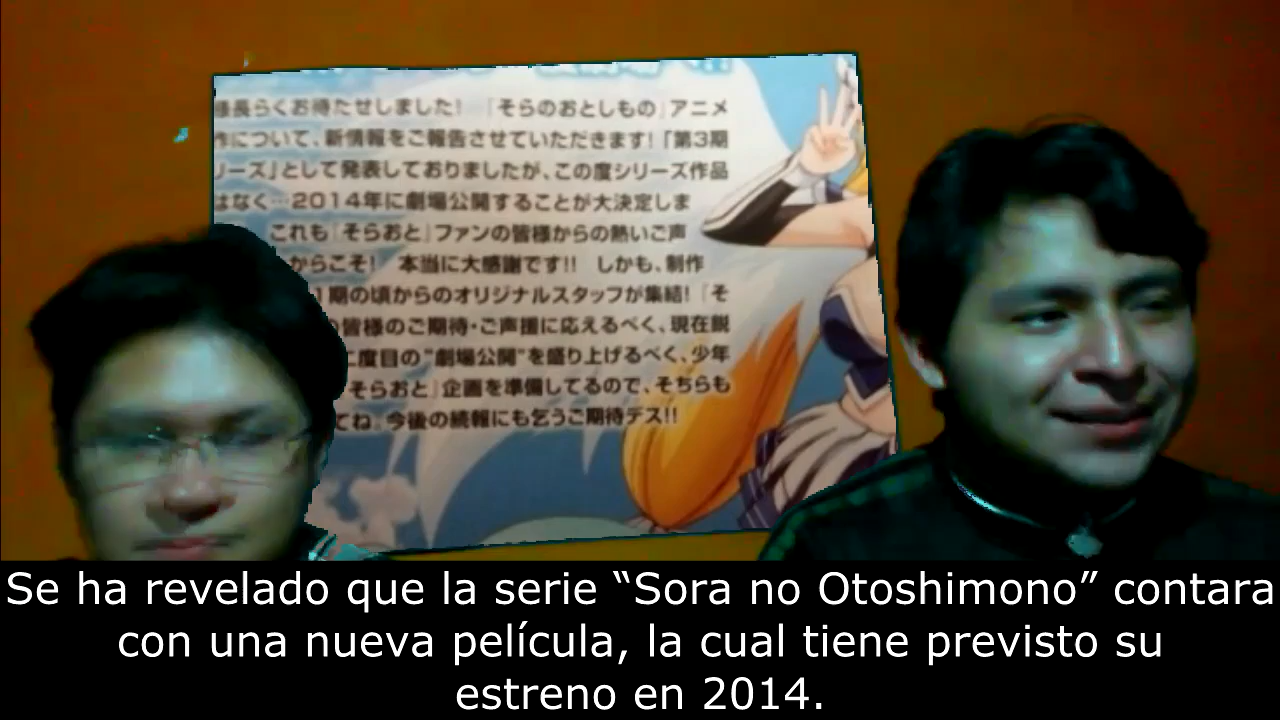 様長らくお待たせしました! 『そらのおとしもの』アニメ
作について、新情報をご報告させていただきます!「第3期
リーズ」として発表しておりましたが、この度シリーズ作品
はなく…2014年に劇場公開することが大決定しま
これも『そらおと』ファンの皆様からの熱いご声
からこそ! 本当に大感謝です!! しかも、制作
1期の頃からのオリジナルスタッフが集結!『そ
の皆様のご期待・ご声援に応えるべく、現在鋭
二度目の"劇場公開"を盛り上げるべく、少年
そらおと』企画を準備してるので、そちらも
てね。今後の続報にも乞うご期待デス!!
Se ha revelado que la serie “Sora no Otoshimono” contara
con una nueva película, la cual tiene previsto su
estreno en 2014.